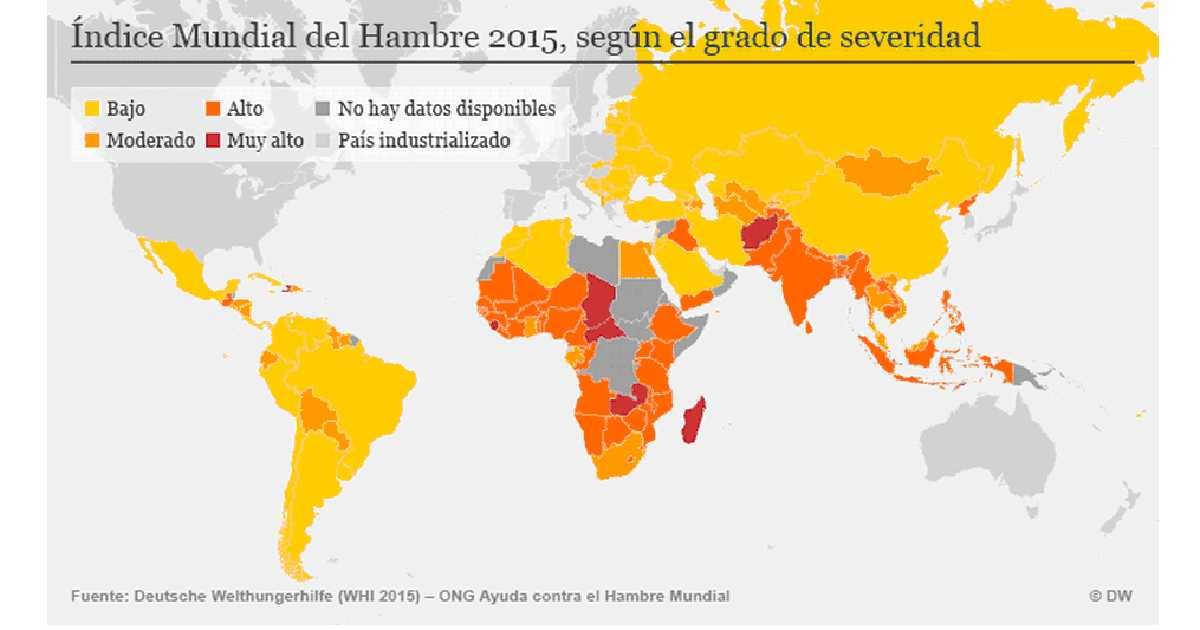 Índice Mundial del Hambre 2015, según el grado de severidad
Bajo Alto No hay datos disponibles
Moderado Muy alto País industrializado
Fuente: Deutsche Welthungerhilfe (WHI 2015) – ONG Ayuda contra el Hambre Mundial © DW